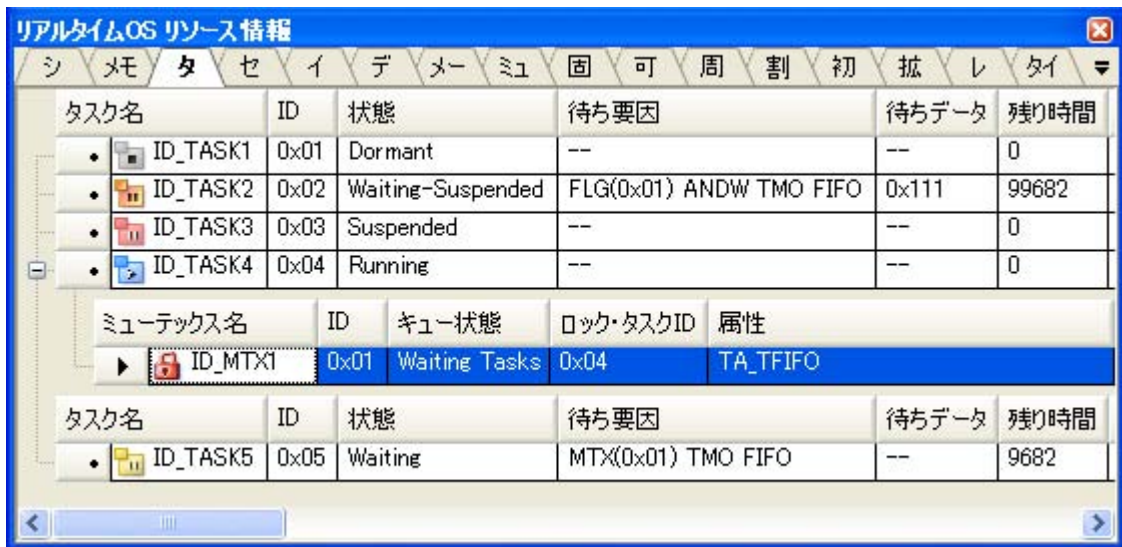 リアルタイムOS リソース情報
シ メモ タ セ イ デ メー ミュ 固 可 周 割 初 拡 レ タイ
タスク名 ID 状態 待ち要因 待ちデータ 残り時間
ID_TASK1 0x01 Dormant -- -- 0
ID_TASK2 0x02 Waiting-Suspended FLG(0x01) ANDW TMO FIFO 0x111 99682
ID_TASK3 0x03 Suspended -- -- 0
ID_TASK4 0x04 Running -- -- 0
ミューテックス名 ID キュー状態 ロック・タスクID 属性
ID_MTX1 0x01 Waiting Tasks 0x04 TA_TFIFO
タスク名 ID 状態 待ち要因 待ちデータ 残り時間
ID_TASK5 0x05 Waiting MTX(0x01) TMO FIFO -- 9682